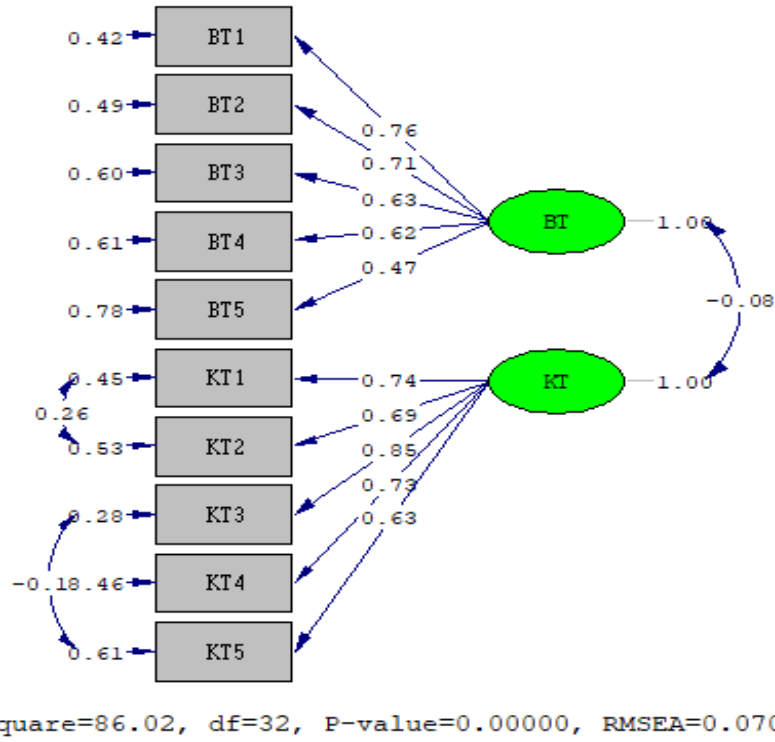 0.42 BT1
0.49 BT2
0.76
0.71
0.60 BT3
0.63
BT 1.00
0.61 BT4
0.62
0.47
0.78 BT5
-0.08
0.45 KT1
0.74
KT 1.00
0.26
0.69
0.53 KT2
0.85
0.73
0.28 KT3
0.63
-0.18.46 KT4
0.61 KT5
quare=86.02, df=32, P-value=0.00000, RMSEA=0.070